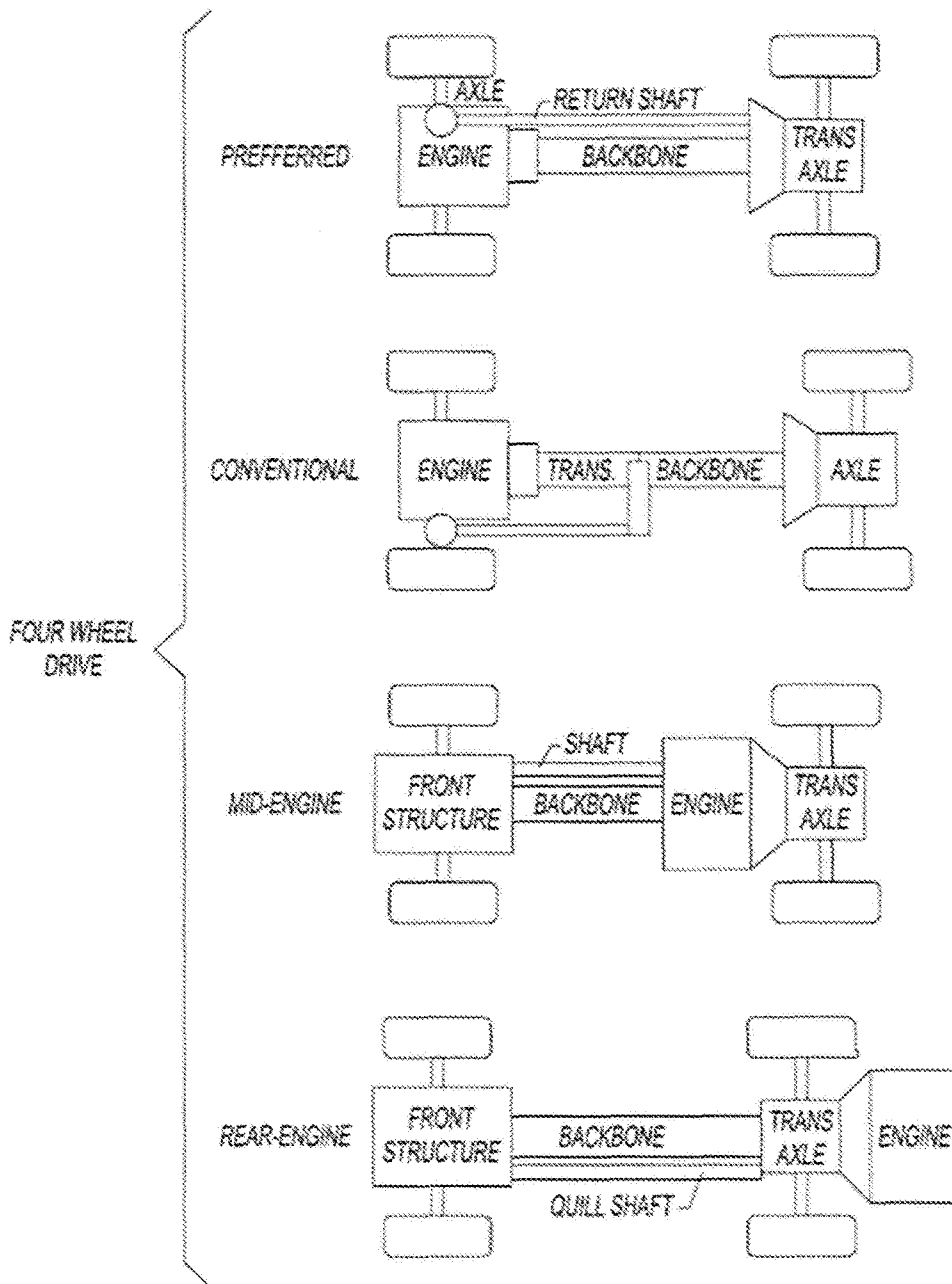 AXLE
RETURN SHAFT
PREFFERRED
ENGINE
BACKBONE
TRANS
AXLE
CONVENTIONAL
ENGINE
TRANS.
BACKBONE
AXLE
FOUR WHEEL
DRIVE
SHAFT
MID-ENGINE
FRONT
STRUCTURE
BACKBONE
ENGINE
TRANS
AXLE
REAR-ENGINE
FRONT
STRUCTURE
BACKBONE
TRANS
AXLE
ENGINE
QUILL SHAFT